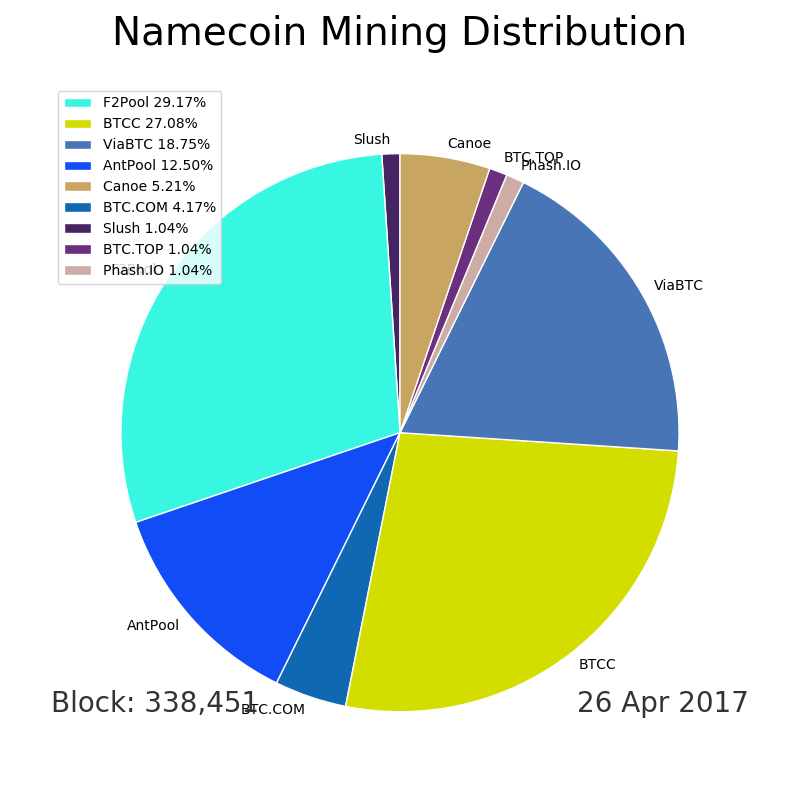 Namecoin Mining Distribution
F2Pool 29.17%
BTCC 27.08%
ViaBTC 18.75%
AntPool 12.50%
Canoe 5.21%
BTC.COM 4.17%
Slush 1.04%
BTC.TOP 1.04%
Phash.IO 1.04%
Slush
Canoe
BTC.TOP
Phash.IO
ViaBTC
AntPool
BTCC
BTC.COM
Block: 338,451
26 Apr 2017